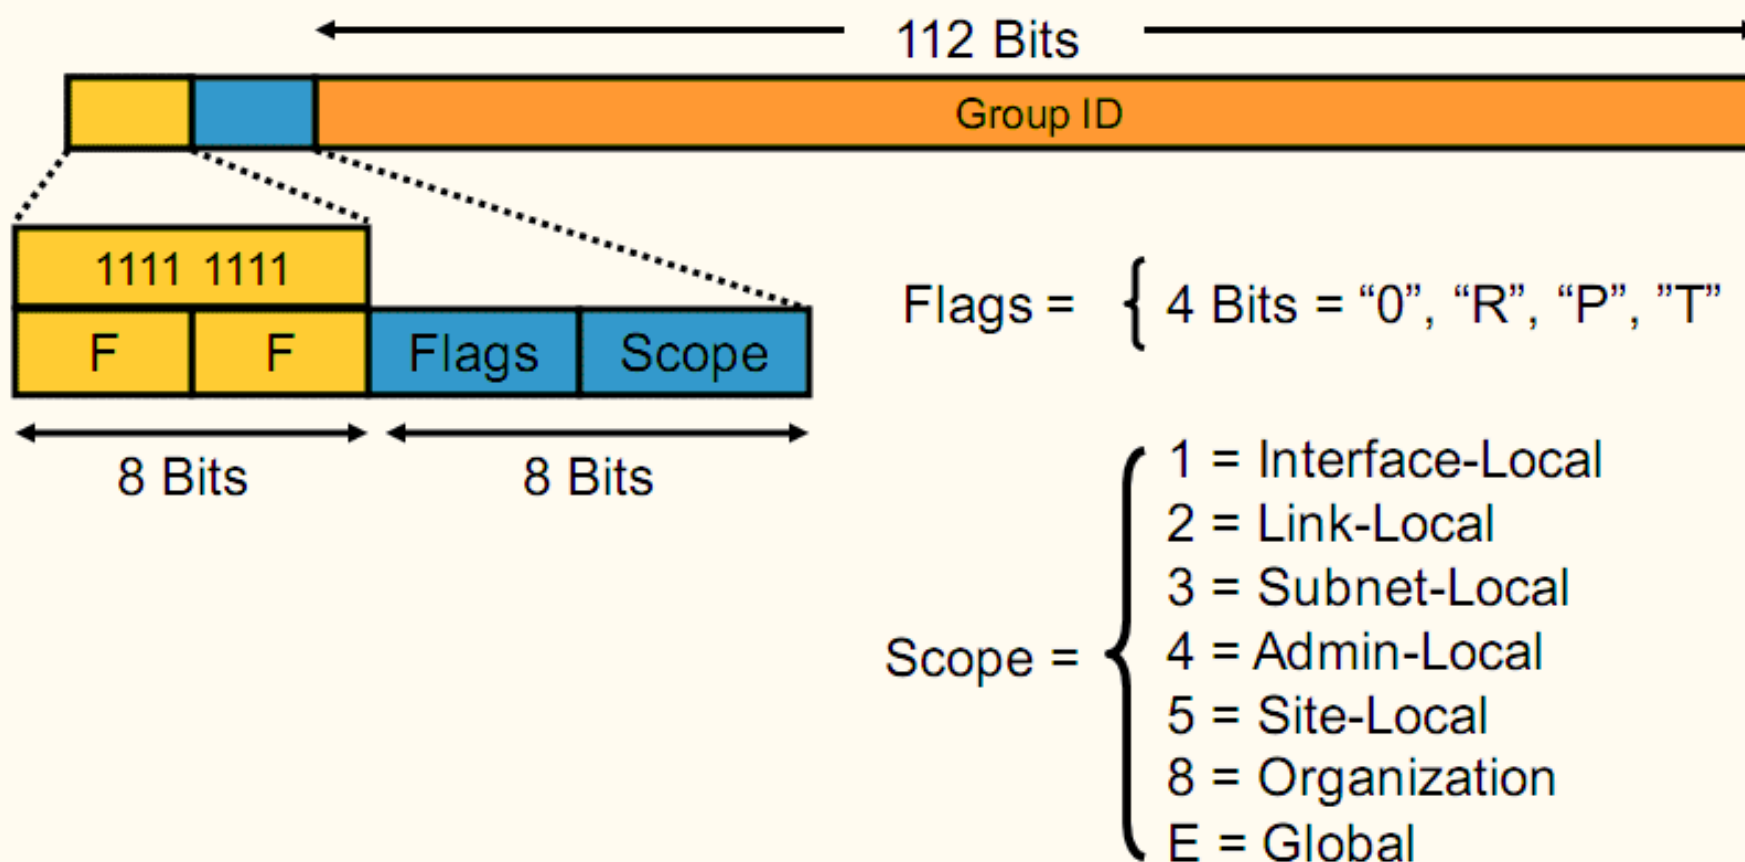 112 Bits
Group ID
1111 1111
F F Flags Scope
8 Bits 8 Bits
Flags = { 4 Bits = “0”, “R”, “P”, ”T”
Scope = {
1 = Interface-Local
2 = Link-Local
3 = Subnet-Local
4 = Admin-Local
5 = Site-Local
8 = Organization
E = Global